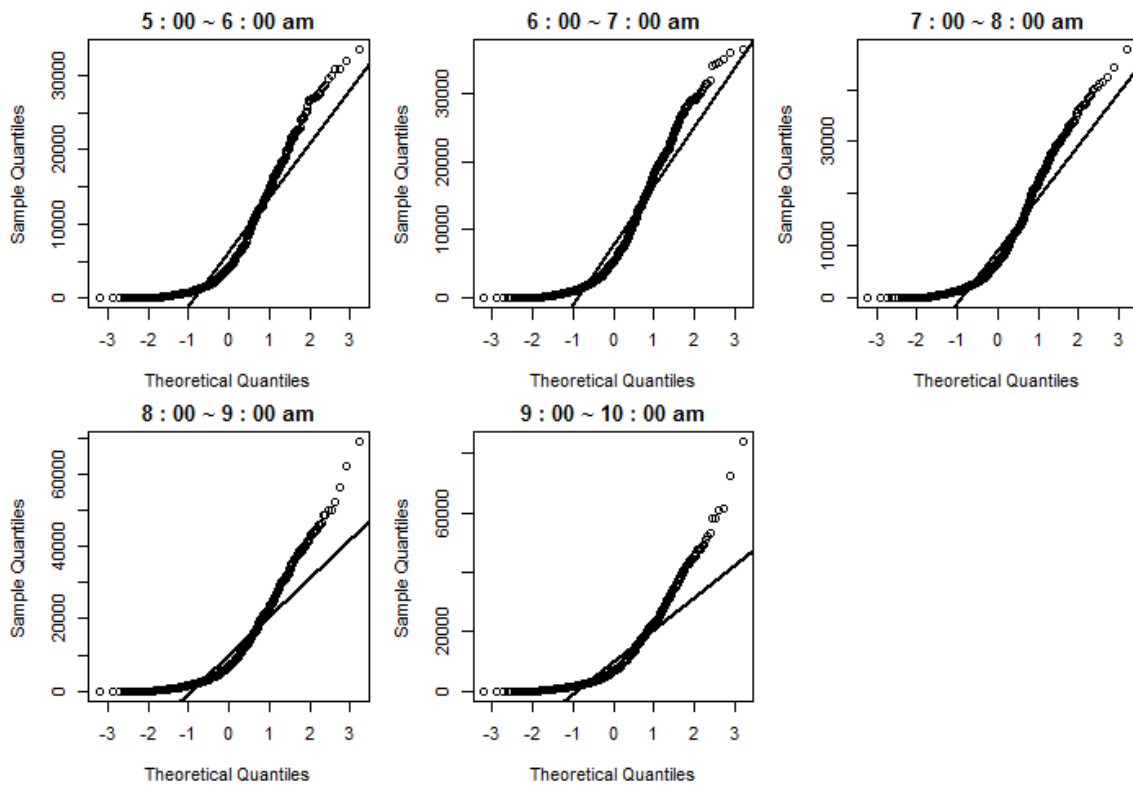 5 : 00 ~ 6 : 00 am
Sample Quantiles
0 10000 20000 30000
-3 -2 -1 0 1 2 3
Theoretical Quantiles
6 : 00 ~ 7 : 00 am
Sample Quantiles
0 10000 20000 30000
-3 -2 -1 0 1 2 3
Theoretical Quantiles
7 : 00 ~ 8 : 00 am
Sample Quantiles
0 10000 30000
-3 -2 -1 0 1 2 3
Theoretical Quantiles
8 : 00 ~ 9 : 00 am
Sample Quantiles
0 20000 40000 60000
-3 -2 -1 0 1 2 3
Theoretical Quantiles
9 : 00 ~ 10 : 00 am
Sample Quantiles
0 20000 60000
-3 -2 -1 0 1 2 3
Theoretical Quantiles